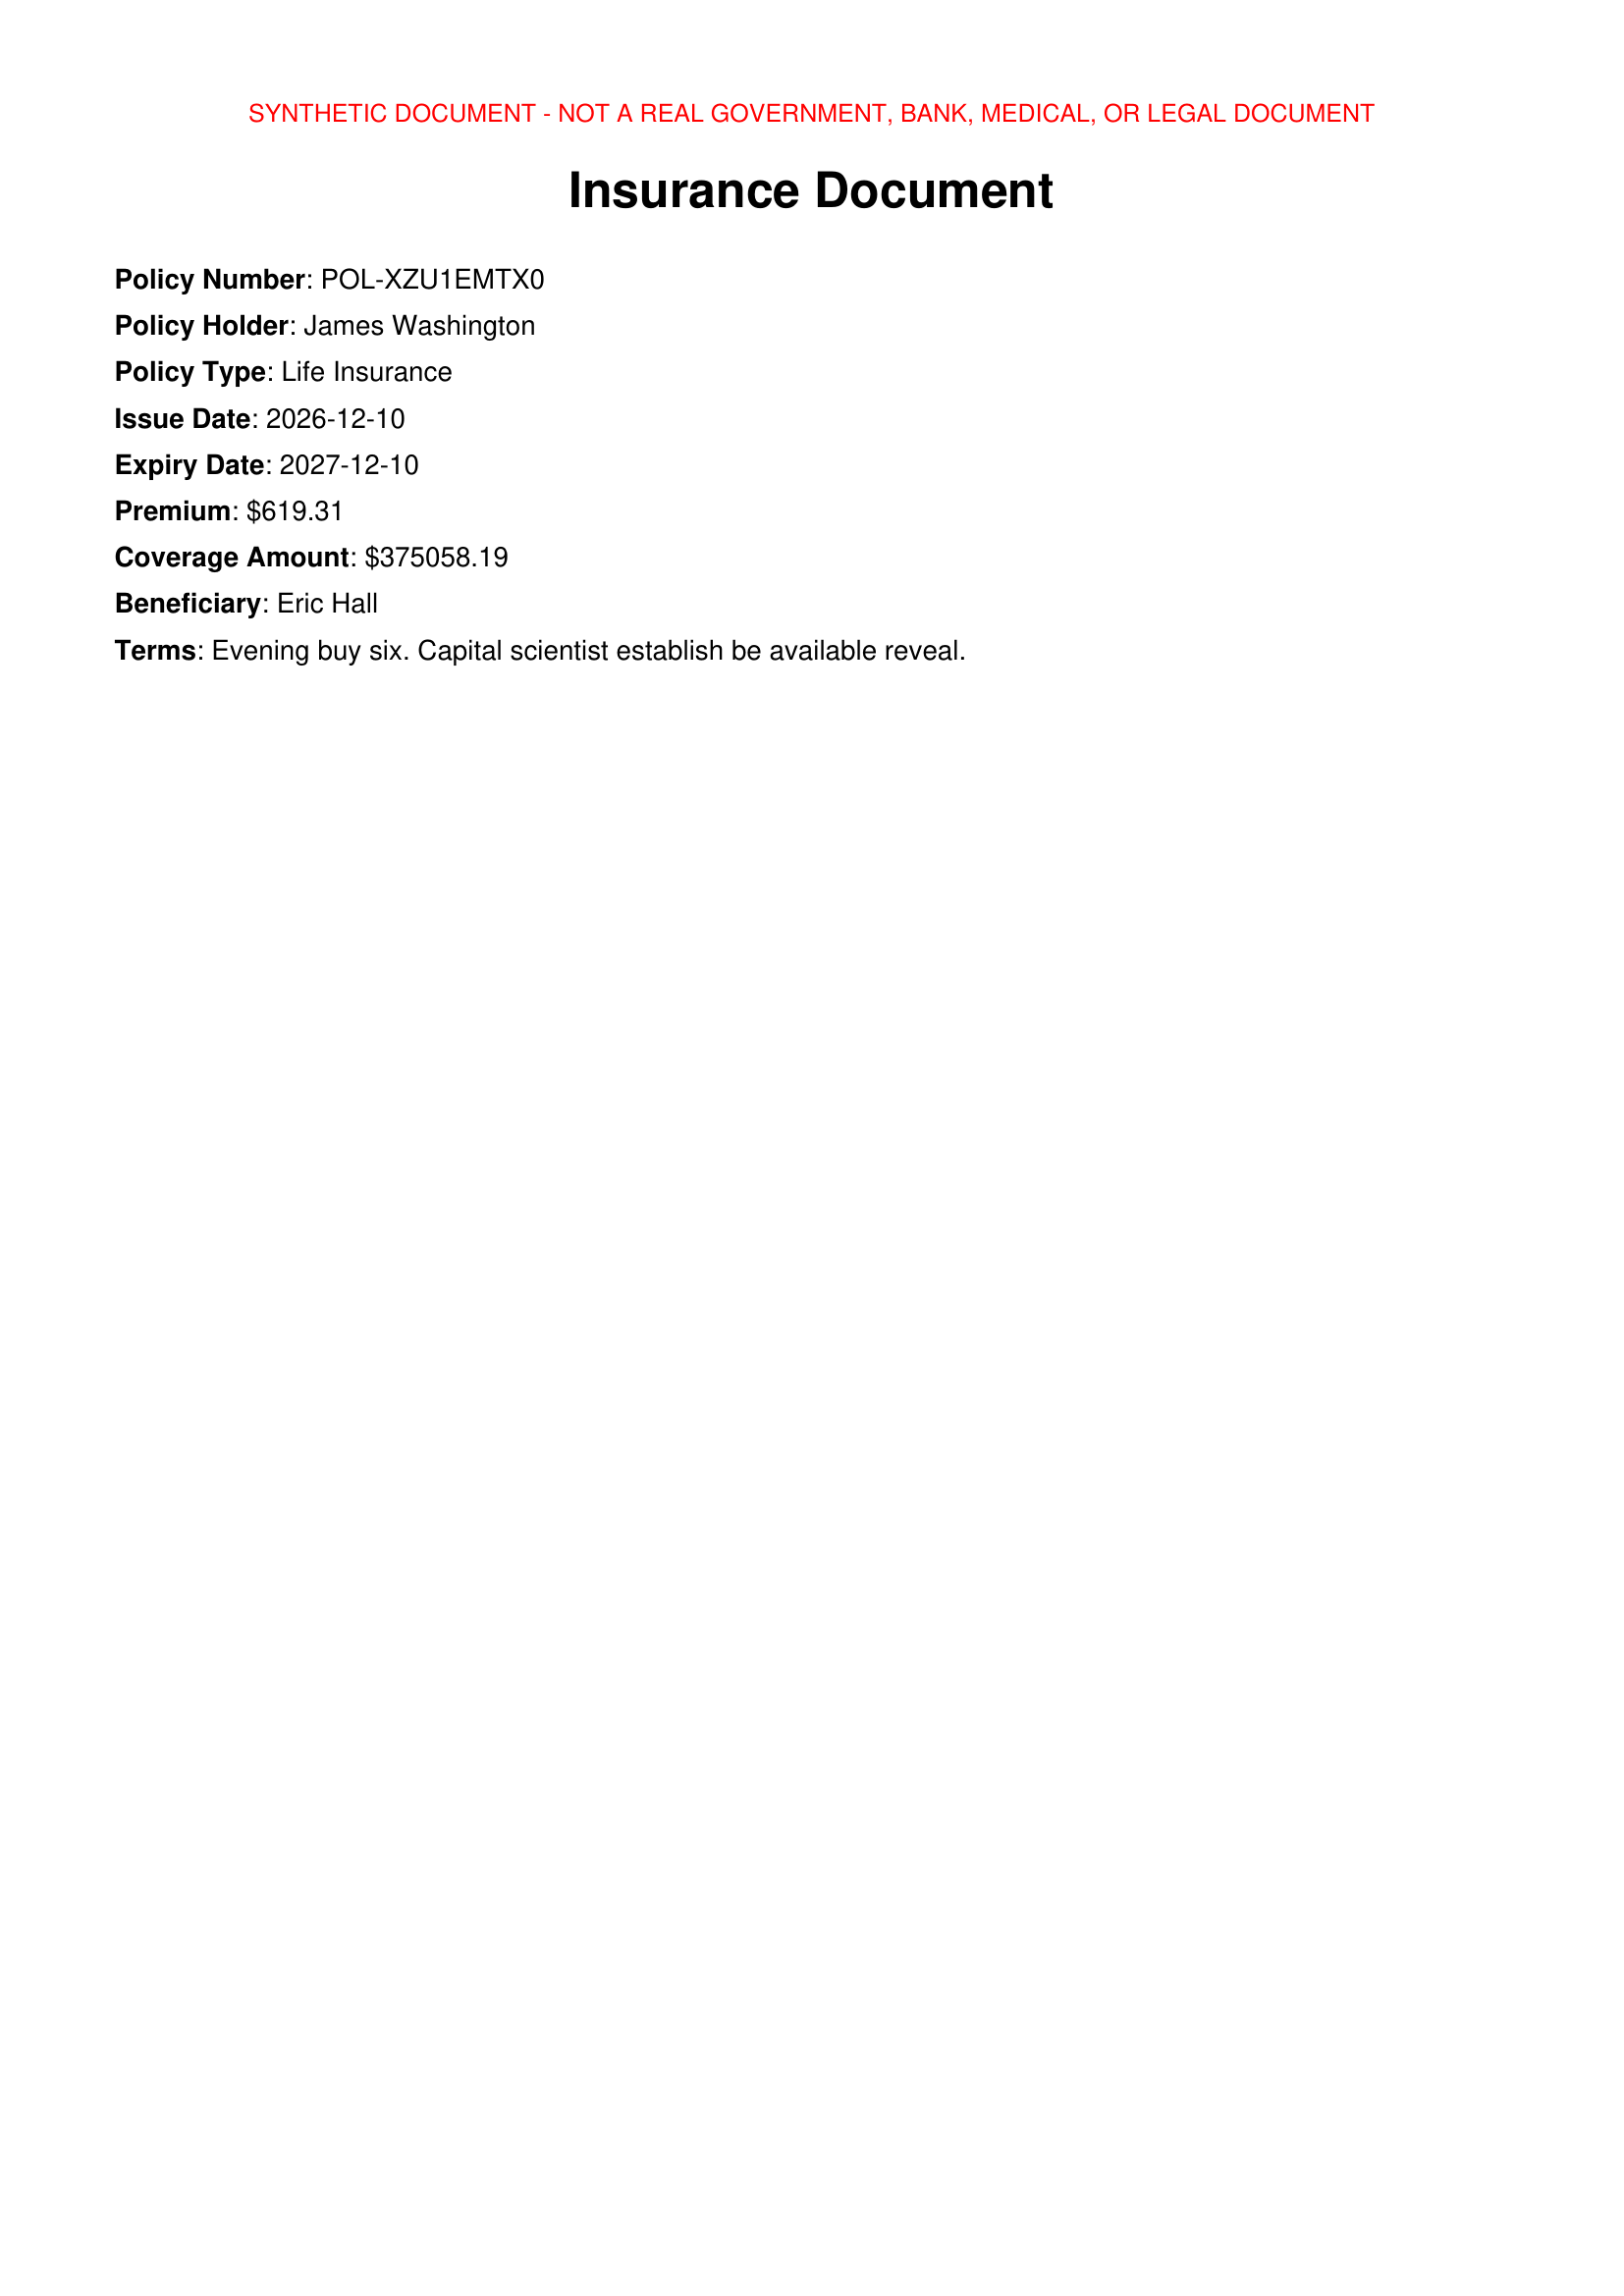 SYNTHETIC DOCUMENT - NOT A REAL GOVERNMENT, BANK, MEDICAL, OR LEGAL DOCUMENT
Insurance Document
Policy Number: POL-XZU1EMTX0
Policy Holder: James Washington
Policy Type: Life Insurance
Issue Date: 2026-12-10
Expiry Date: 2027-12-10
Premium: $619.31
Coverage Amount: $375058.19
Beneficiary: Eric Hall
Terms: Evening buy six. Capital scientist establish be available reveal.